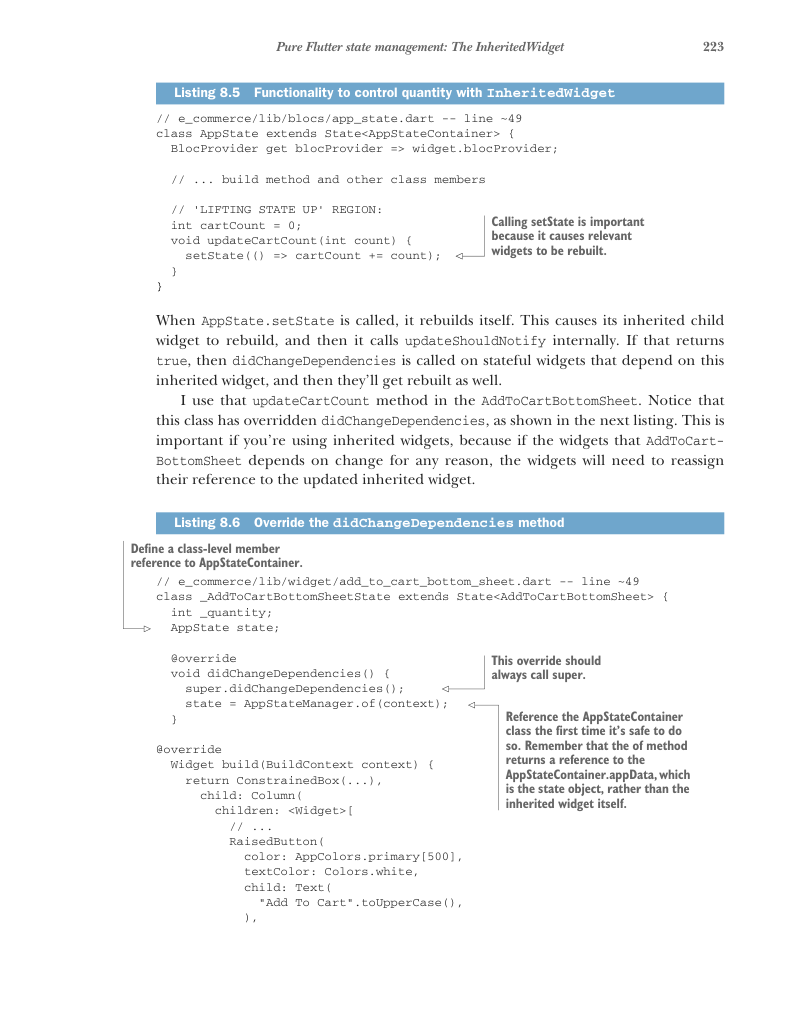 Pure Flutter state management: The InheritedWidget 223
Listing 8.5 Functionality to control quantity with InheritedWidget
// e_commerce/lib/blocs/app_state.dart -- line ~49
class AppState extends State<AppStateContainer> {
  BlocProvider get blocProvider => widget.blocProvider;
  // ... build method and other class members
  // 'LIFTING STATE UP' REGION:
  int cartCount = 0;
  void updateCartCount(int count) {
    setState(() => cartCount += count);
  }
}
Calling setState is important
because it causes relevant
widgets to be rebuilt.
When AppState.setState is called, it rebuilds itself. This causes its inherited child
widget to rebuild, and then it calls updateShouldNotify internally. If that returns
true, then didChangeDependencies is called on stateful widgets that depend on this
inherited widget, and then they'll get rebuilt as well.
I use that updateCartCount method in the AddToCartBottomSheet. Notice that
this class has overridden didChangeDependencies, as shown in the next listing. This is
important if you're using inherited widgets, because if the widgets that AddToCart-
BottomSheet depends on change for any reason, the widgets will need to reassign
their reference to the updated inherited widget.
Listing 8.6 Override the didChangeDependencies method
Define a class-level member
reference to AppStateContainer.
// e_commerce/lib/widget/add_to_cart_bottom_sheet.dart -- line ~49
class _AddToCartBottomSheetState extends State<AddToCartBottomSheet> {
  int _quantity;
  AppState state;
  @override
  void didChangeDependencies() {
    super.didChangeDependencies();
    state = AppStateManager.of(context);
  }
This override should
always call super.
Reference the AppStateContainer
class the first time it's safe to do
so. Remember that the of method
returns a reference to the
AppStateContainer.appData, which
is the state object, rather than the
inherited widget itself.
@override
  Widget build(BuildContext context) {
    return ConstrainedBox(...),
      child: Column(
        children: <Widget>[
          // ...
          RaisedButton(
            color: AppColors.primary[500],
            textColor: Colors.white,
            child: Text(
              "Add To Cart".toUpperCase(),
            ),